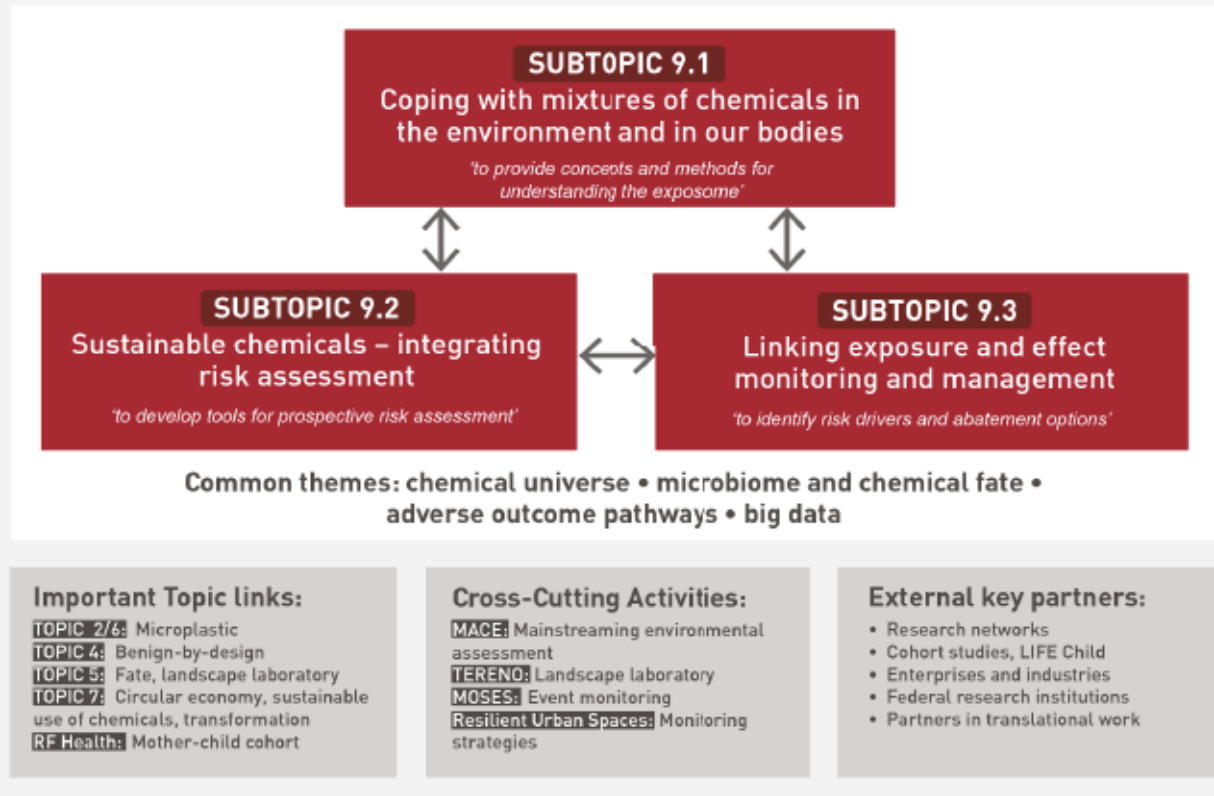 SUBTOPIC 9.1
Coping with mixtures of chemicals in
the environment and in our bodies
'to provide concepts and methods for
understanding the exposome'
SUBTOPIC 9.2
Sustainable chemicals – integrating
risk assessment
'to develop tools for prospective risk assessment'
SUBTOPIC 9.3
Linking exposure and effect
monitoring and management
'to identify risk drivers and abatement options'
Common themes: chemical universe • microbiome and chemical fate •
adverse outcome pathways • big data
Important Topic links:
TOPIC 2/6: Microplastic
TOPIC 4: Benign-by-design
TOPIC 5: Fate, landscape laboratory
TOPIC 7: Circular economy, sustainable
use of chemicals, transformation
RF Health: Mother-child cohort
Cross-Cutting Activities:
MACE: Mainstreaming environmental
assessment
TERENO: Landscape laboratory
MOSES: Event monitoring
Resilient Urban Spaces: Monitoring
strategies
External key partners:
• Research networks
• Cohort studies, LIFE Child
• Enterprises and industries
• Federal research institutions
• Partners in translational work